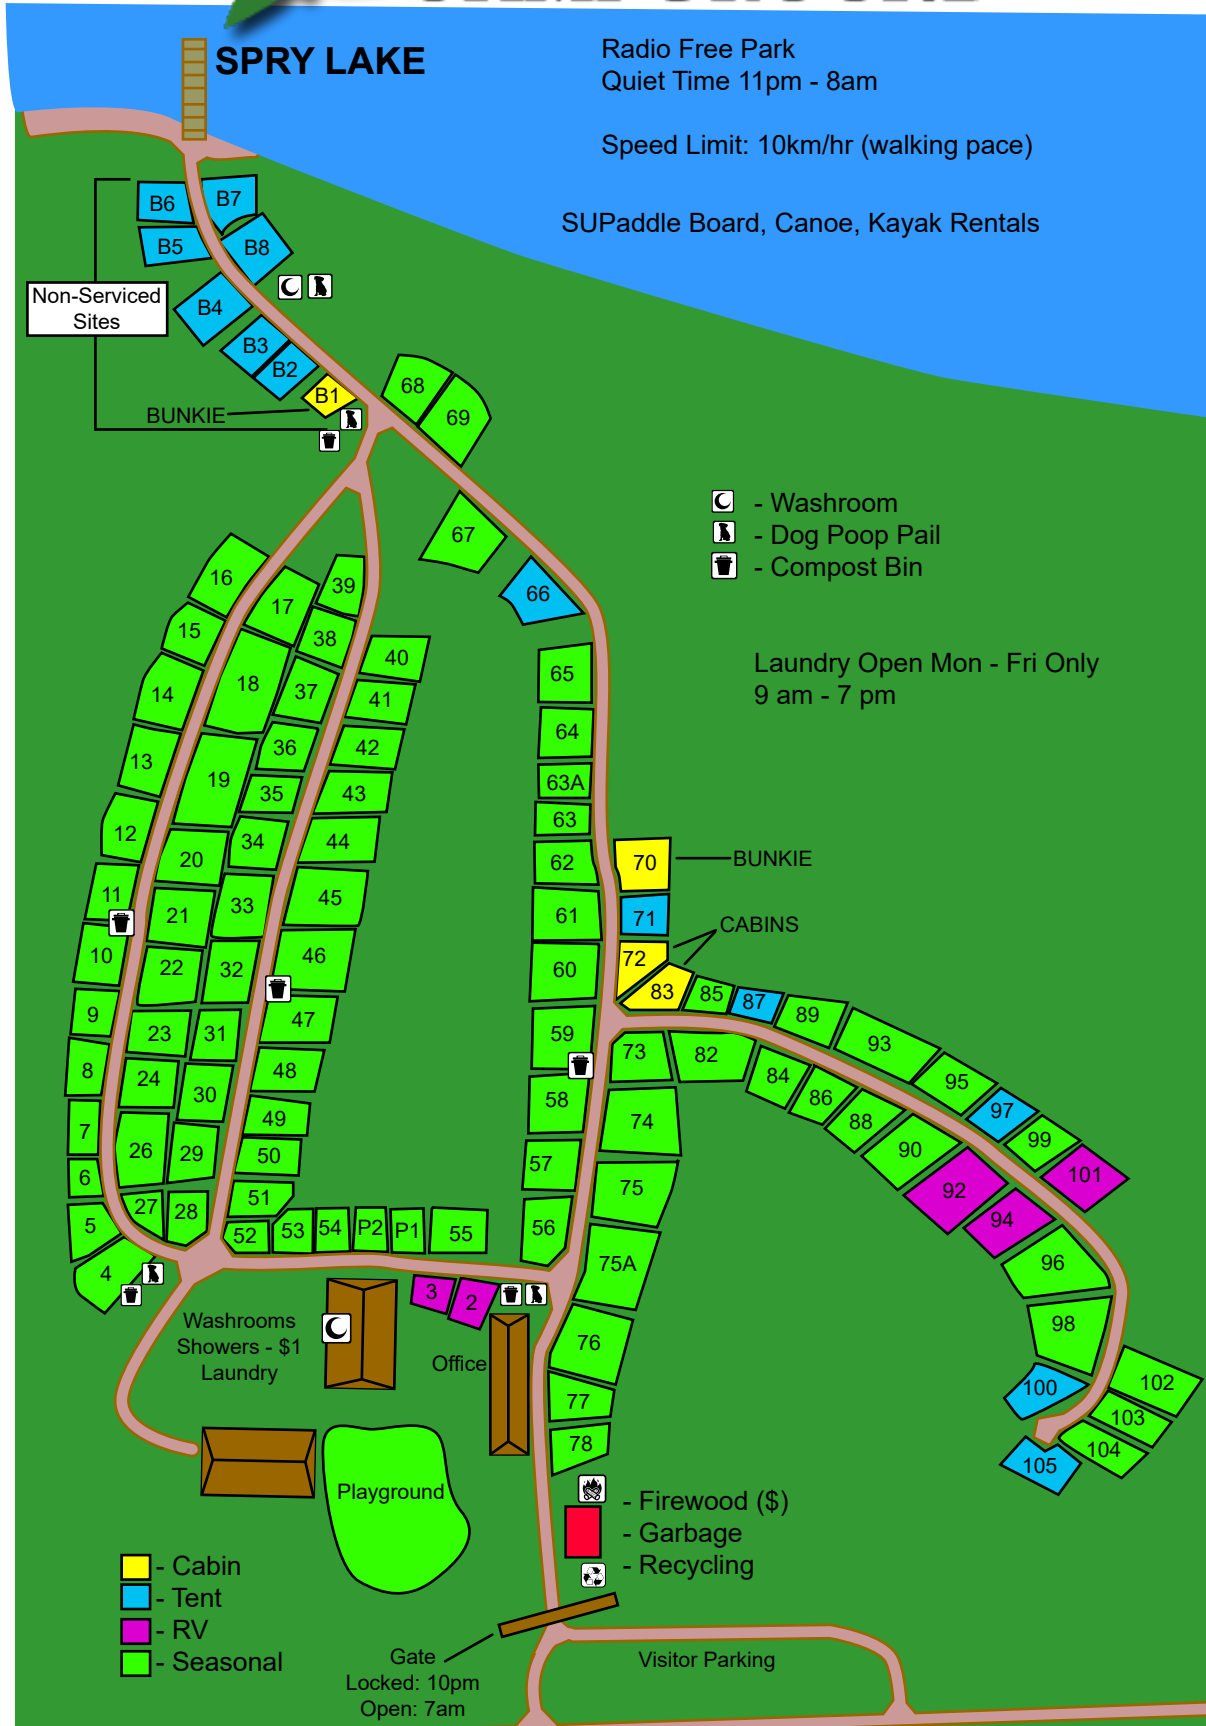 SPRY LAKE
Radio Free Park
Quiet Time 11pm - 8am
Speed Limit: 10km/hr (walking pace)
SUPaddle Board, Canoe, Kayak Rentals
B6
B7
B5
B8
Non-Serviced
Sites
B4
B3
B2
B1
BUNKIE
68
69
67
66
- Washroom
- Dog Poop Pail
- Compost Bin
Laundry Open Mon - Fri Only
9 am - 7 pm
16
17
39
15
38
40
14
18
37
41
13
36
42
19
35
43
12
34
44
20
11
33
45
21
10
22
32
46
9
23
31
47
8
24
30
48
7
26
29
49
50
6
27
28
51
5
52
53
54
P2
P1
55
4
65
64
63A
63
62
61
60
59
58
57
56
70
BUNKIE
71
CABINS
72
83
85
87
89
93
95
97
99
101
73
82
84
86
88
90
92
94
96
98
100
102
103
104
105
74
75
75A
76
77
78
3
2
Washrooms
Showers - $1
Laundry
Office
Playground
- Firewood ($)
- Garbage
- Recycling
- Cabin
- Tent
- RV
- Seasonal
Gate
Locked: 10pm
Open: 7am
Visitor Parking